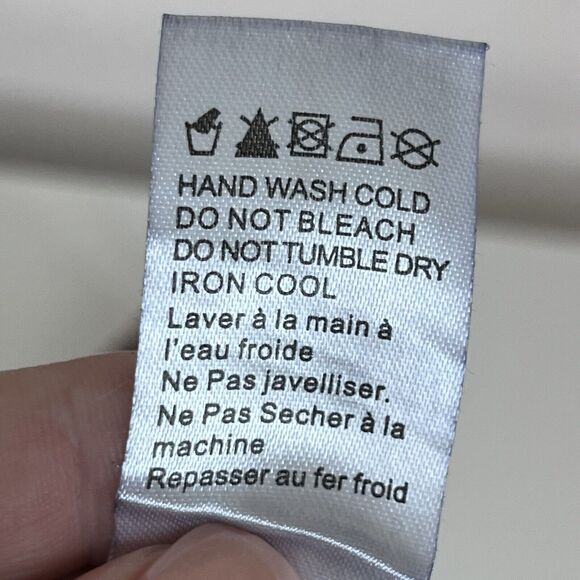 HAND WASH COLD
DO NOT BLEACH
DO NOT TUMBLE DRY
IRON COOL
Laver à la main à
l'eau froide
Ne Pas javelliser.
Ne Pas Secher à la
machine
Repasser au fer froid